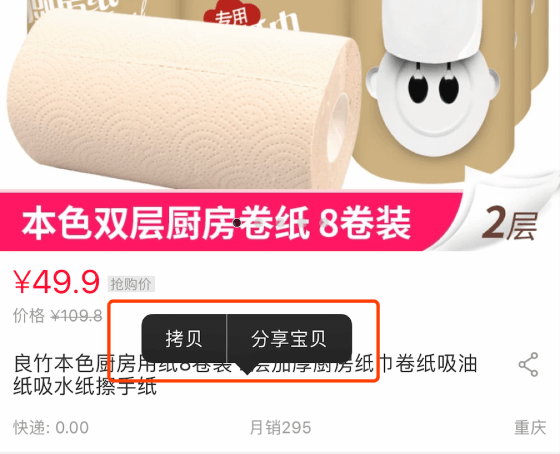 专用
本色双层厨房卷纸 8卷装
2层
¥49.9 抢购价
价格 ¥109.8
拷贝 分享宝贝
良竹本色厨房用纸8卷装 层加厚厨房纸巾卷纸吸油
纸吸水纸擦手纸
快递: 0.00 月销295 重庆